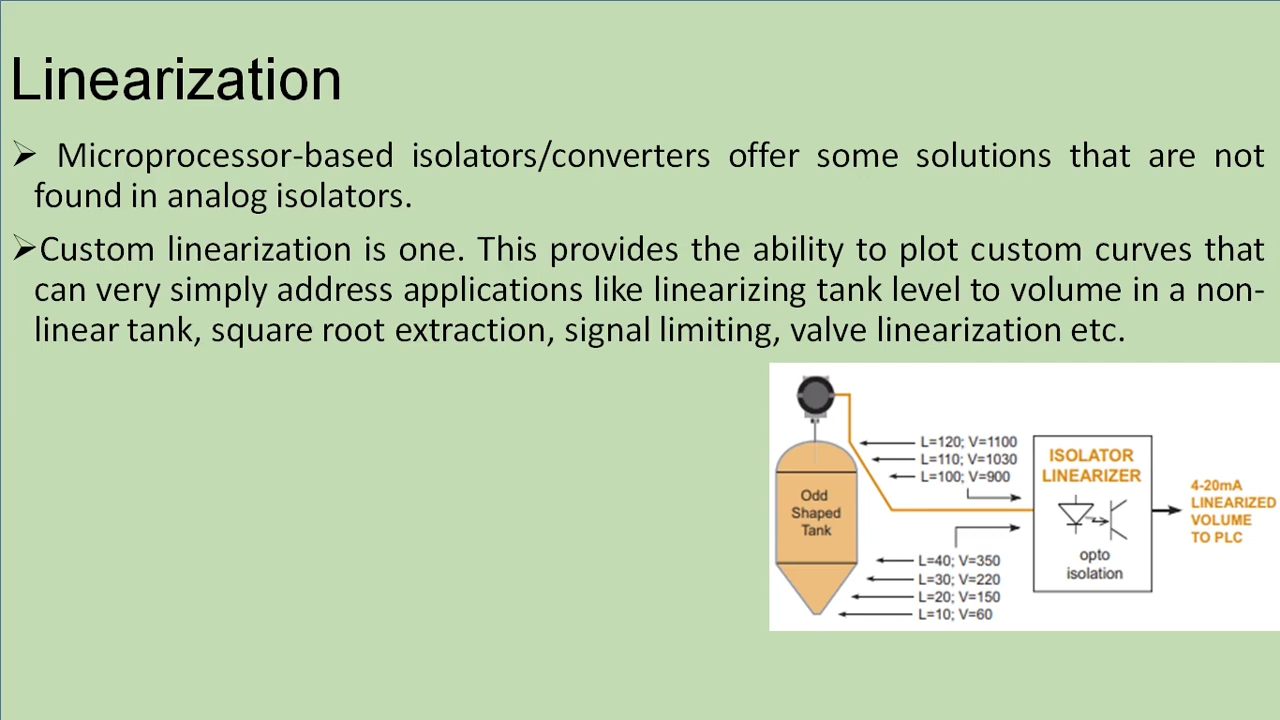 Linearization
➢ Microprocessor-based isolators/converters offer some solutions that are not
found in analog isolators.
➢Custom linearization is one. This provides the ability to plot custom curves that
can very simply address applications like linearizing tank level to volume in a non-
linear tank, square root extraction, signal limiting, valve linearization etc.
Odd
Shaped
Tank
L=120; V=1100
L=110; V=1030
L=100; V=900
L=40; V=350
L=30; V=220
L=20; V=150
L=10; V=60
ISOLATOR
LINEARIZER
opto
isolation
4-20mA
LINEARIZED
VOLUME
TO PLC